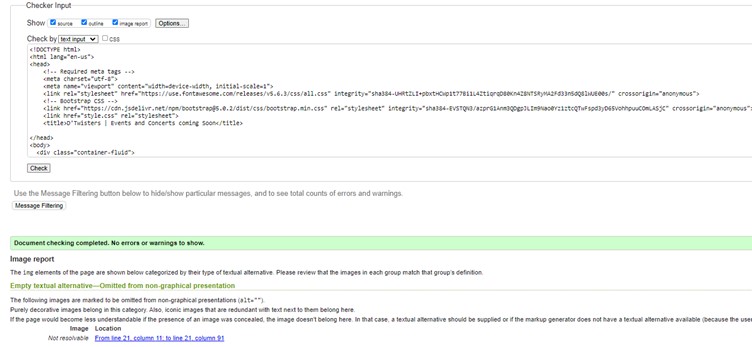 Checker Input
Show source outline image report Options...
Check by text input css
<!DOCTYPE html>
<html lang="en-us">
<head>
<!-- Required meta tags -->
<meta charset="utf-8">
<meta name="viewport" content="width=device-width, initial-scale=1">
<link rel="stylesheet" href="https://use.fontawesome.com/releases/v5.6.3/css/all.css" integrity= crossorigin="anonymous">
<!-- Bootstrap CSS -->
<link href="https://cdn.jsdelivr.net/npm/bootstrap@5.0.2/dist/css/bootstrap.min.css" rel="stylesheet" integrity= crossorigin="anonymous">
<link href="style.css" rel="stylesheet">
<title>O'Twisters | Events and Concerts coming Soon</title>
</head>
<body>
<div class="container-fluid">
Check
Use the Message Filtering button below to hide/show particular messages, and to see total counts of errors and warnings.
Message Filtering
Document checking completed. No errors or warnings to show.
Image report
The img elements of the page are shown below categorized by their type of textual alternative. Please review that the images in each group match that group's definition.
Empty textual alternative—Omitted from non-graphical presentation
The following images are marked to be omitted from non-graphical presentations (alt="").
Purely decorative images belong in this category. Also, iconic images that are redundant with text next to them belong here.
If the page would become less understandable if the presence of an image was concealed, the image doesn't belong here. In that case, a textual alternative should be supplied or if the markup generator does not have a textual alternative available (because the use
Image Location
Not resolvable From line 21, column 11; to line 21, column 91